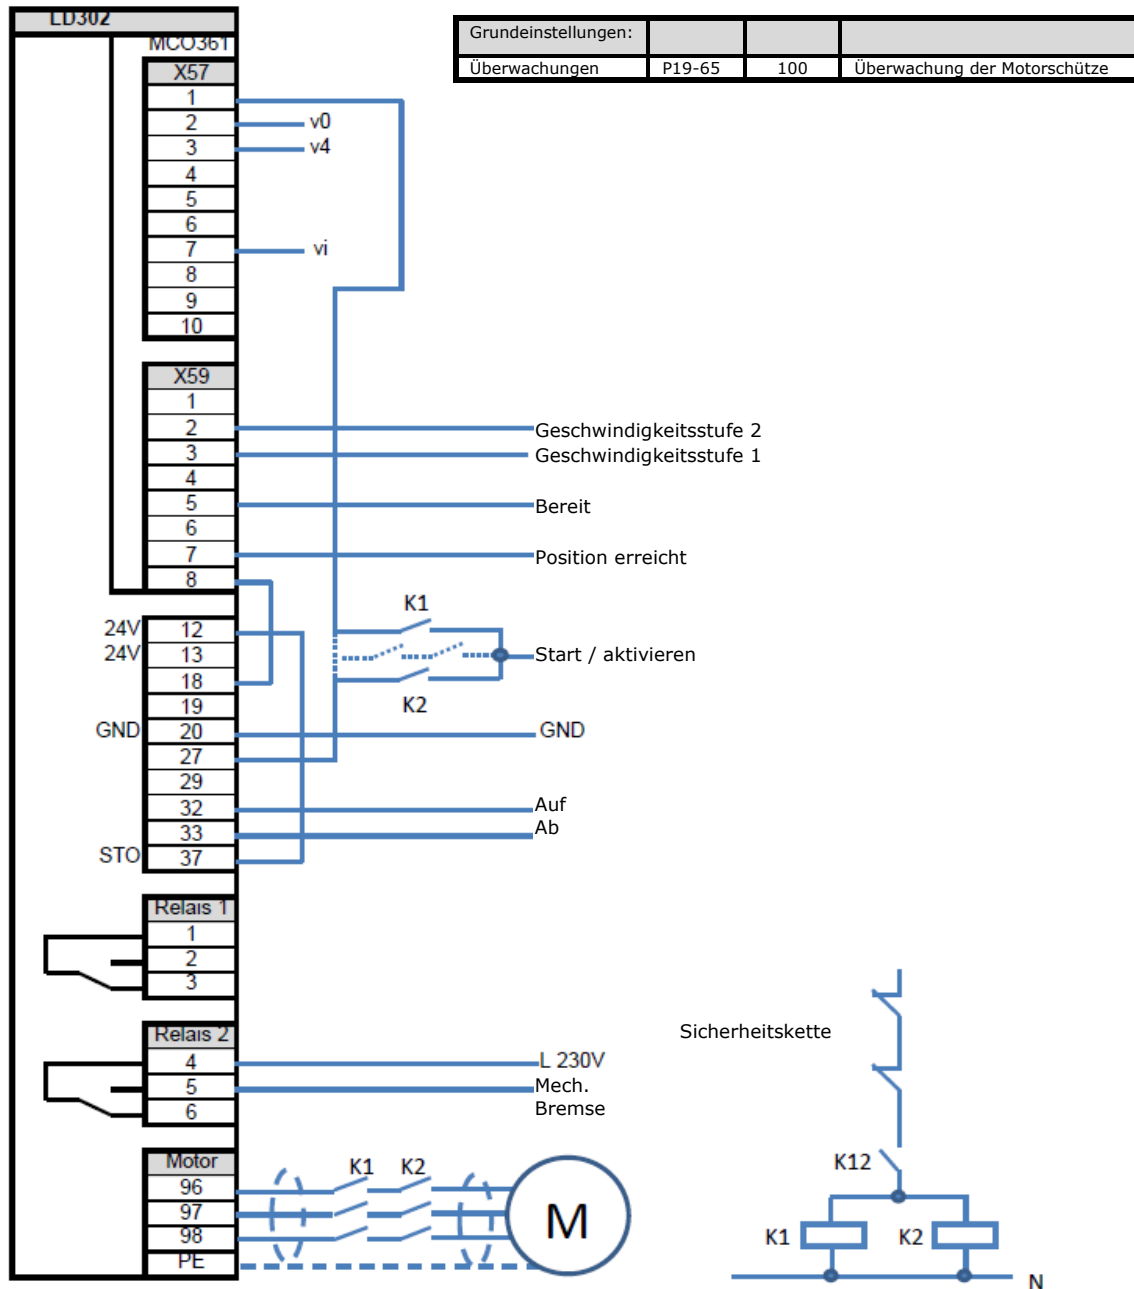 LD302
MCO361
X57
1
2
3
4
5
6
7
8
9
10
v0
v4
vi
Grundeinstellungen:
Überwachungen P19-65 100 Überwachung der Motorschütze
X59
1
2
3
4
5
6
7
8
Geschwindigkeitsstufe 2
Geschwindigkeitsstufe 1
Bereit
Position erreicht
24V 12
24V 13
18
19
GND 20
27
29
32
33
STO 37
K1
Start / aktivieren
K2
GND
Auf
Ab
Relais 1
1
2
3
Relais 2
4
5
6
L 230V
Mech.
Bremse
Motor
96
97
98
PE
K1 K2
M
Sicherheitskette
K12
K1 K2
N